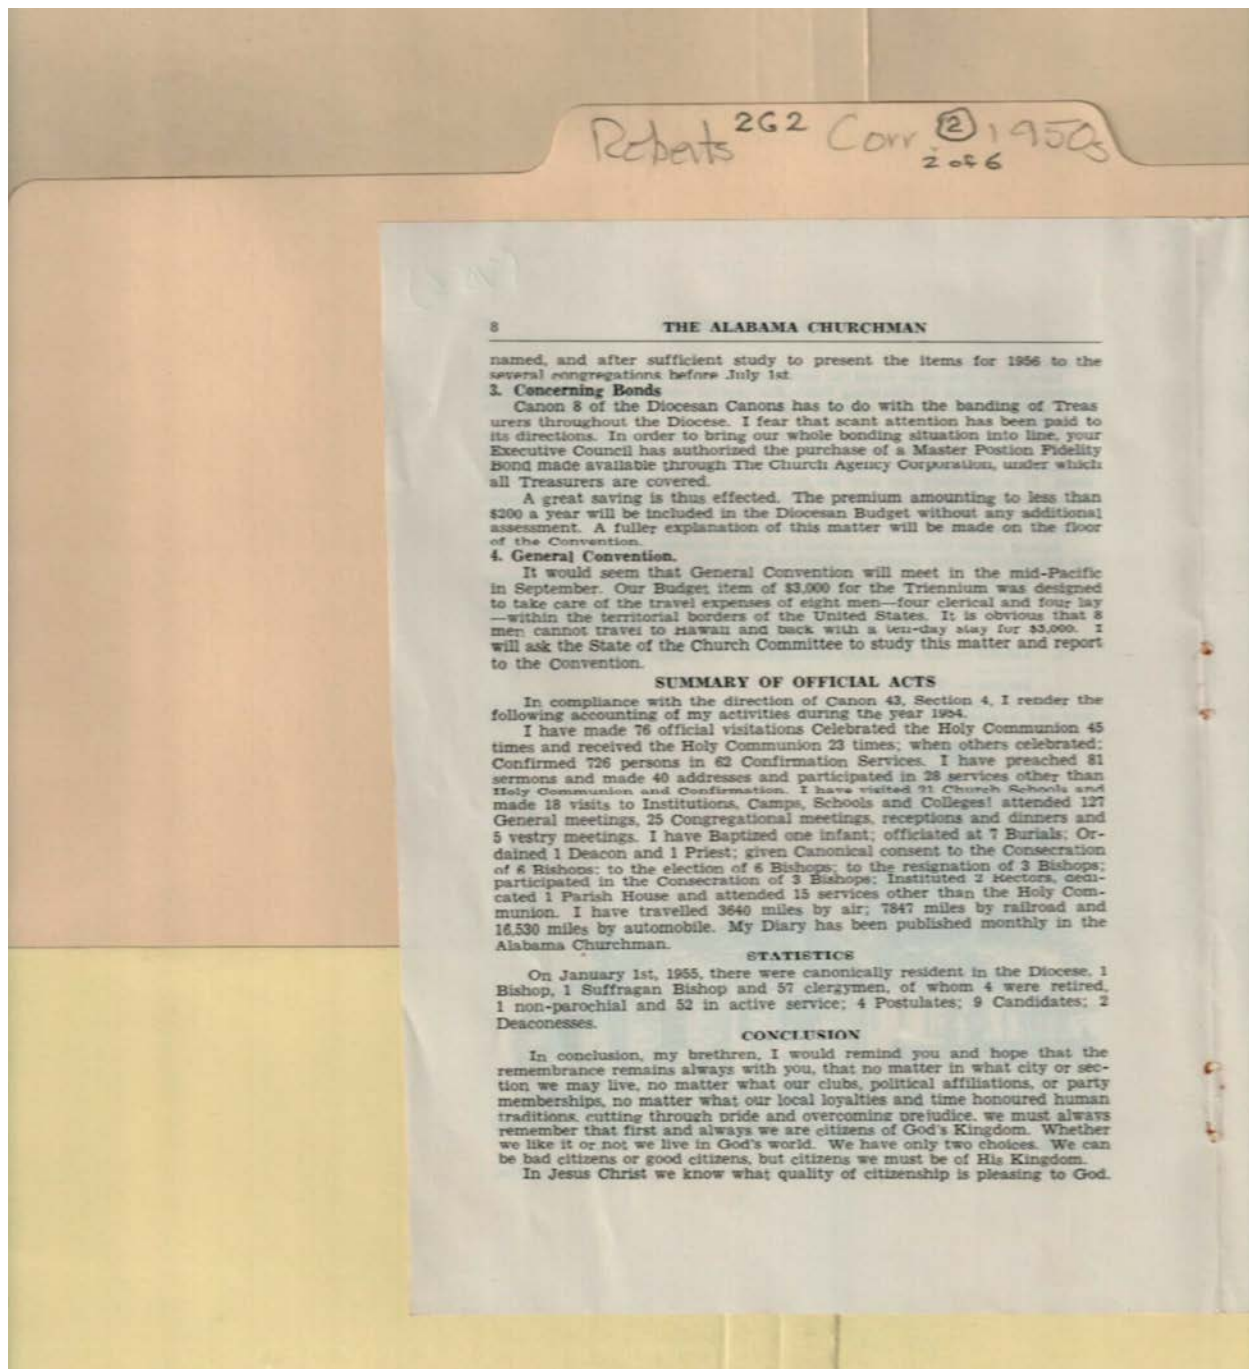 Roberts 2G2 Corr. 2 1950s
2 of 6
8 THE ALABAMA CHURCHMAN
named, and after sufficient study to present the items for 1956 to the
several congregations before July 1st.
3. Concerning Bonds
Canon 8 of the Diocesan Canons has to do with the banding of Treas
urers throughout the Diocese. I fear that scant attention has been paid to
its directions. In order to bring our whole bonding situation into line, your
Executive Council has authorized the purchase of a Master Postion Fidelity
Bond made available through The Church Agency Corporation, under which
all Treasurers are covered.
A great saving is thus effected. The premium amounting to less than
$200 a year will be included in the Diocesan Budget without any additional
assessment. A fuller explanation of this matter will be made on the floor
of the Convention.
4. General Convention.
It would seem that General Convention will meet in the mid-Pacific
in September. Our Budget item of $3,000 for the Triennium was designed
to take care of the travel expenses of eight men—four clerical and four lay
—within the territorial borders of the United States. It is obvious that 8
men cannot travel to Hawaii and back with a ten-day stay for $3,000. I
will ask the State of the Church Committee to study this matter and report
to the Convention.
SUMMARY OF OFFICIAL ACTS
In compliance with the direction of Canon 43, Section 4, I render the
following accounting of my activities during the year 1954.
I have made 76 official visitations Celebrated the Holy Communion 45
times and received the Holy Communion 23 times; when others celebrated;
Confirmed 726 persons in 62 Confirmation Services. I have preached 81
sermons and made 40 addresses and participated in 28 services other than
Holy Communion and Confirmation. I have visited 21 Church Schools and
made 18 visits to Institutions, Camps, Schools and Colleges! attended 127
General meetings, 25 Congregational meetings, receptions and dinners and
5 vestry meetings. I have Baptized one infant; officiated at 7 Burials; Or-
dained 1 Deacon and 1 Priest; given Canonical consent to the Consecration
of 6 Bishops; to the election of 6 Bishops; to the resignation of 3 Bishops;
participated in the Consecration of 3 Bishops; Instituted 2 Rectors, dedi-
cated 1 Parish House and attended 15 services other than the Holy Com-
munion. I have travelled 3640 miles by air; 7847 miles by railroad and
16,530 miles by automobile. My Diary has been published monthly in the
Alabama Churchman.
STATISTICS
On January 1st, 1955, there were canonically resident in the Diocese, 1
Bishop, 1 Suffragan Bishop and 57 clergymen, of whom 4 were retired,
1 non-parochial and 52 in active service; 4 Postulates; 9 Candidates; 2
Deaconesses.
CONCLUSION
In conclusion, my brethren, I would remind you and hope that the
remembrance remains always with you, that no matter in what city or sec-
tion we may live, no matter what our clubs, political affiliations, or party
memberships, no matter what our local loyalties and time honoured human
traditions, cutting through pride and overcoming prejudice, we must always
remember that first and always we are citizens of God's Kingdom. Whether
we like it or not we live in God's world. We have only two choices. We can
be bad citizens or good citizens, but citizens we must be of His Kingdom.
In Jesus Christ we know what quality of citizenship is pleasing to God.